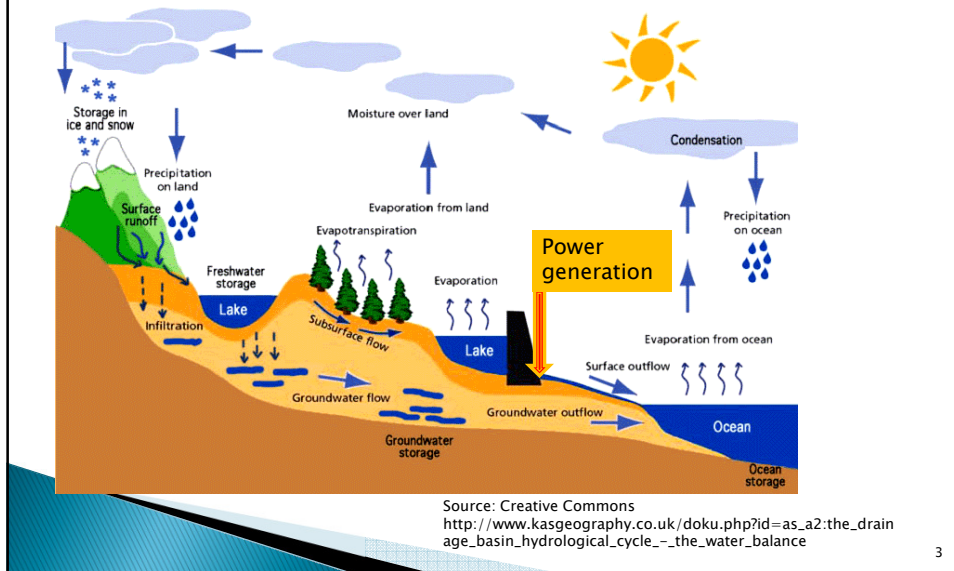 Storage in
ice and snow
Moisture over land
Condensation
Precipitation
on land
Surface
runoff
Evaporation from land
Evapotranspiration
Precipitation
on ocean
Power
generation
Freshwater
storage
Lake
Evaporation
Infiltration
Subsurface flow
Lake
Evaporation from ocean
Surface outflow
Groundwater flow
Groundwater outflow
Ocean
Groundwater
storage
Ocean
storage
Source: Creative Commons
http://www.kasgeography.co.uk/doku.php?id=as_a2:the_drain
age_basin_hydrological_cycle_-_the_water_balance
3